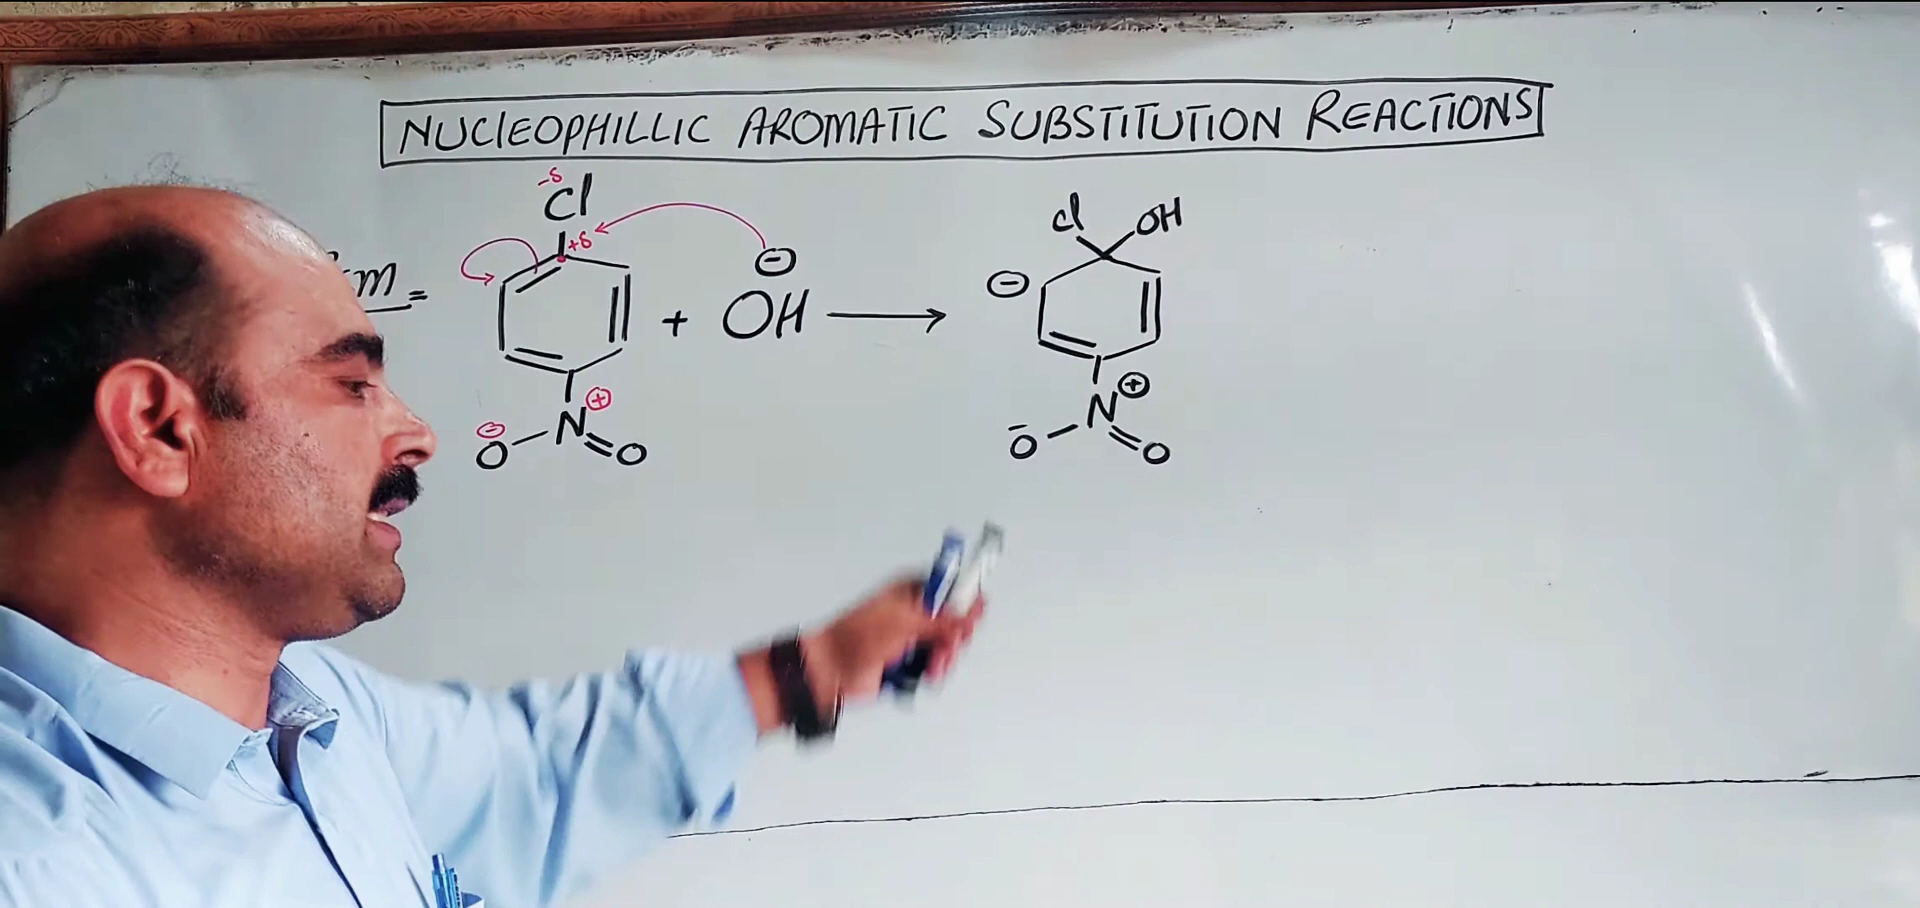 NUCLEOPHILLIC AROMATIC SUBSTITUTION REACTIONS
-δ
Cl
+δ
+ OH ⊖ ⟶
⊕
⊖
N
O O
Cl OH
⊖
⊕
N
Ō O